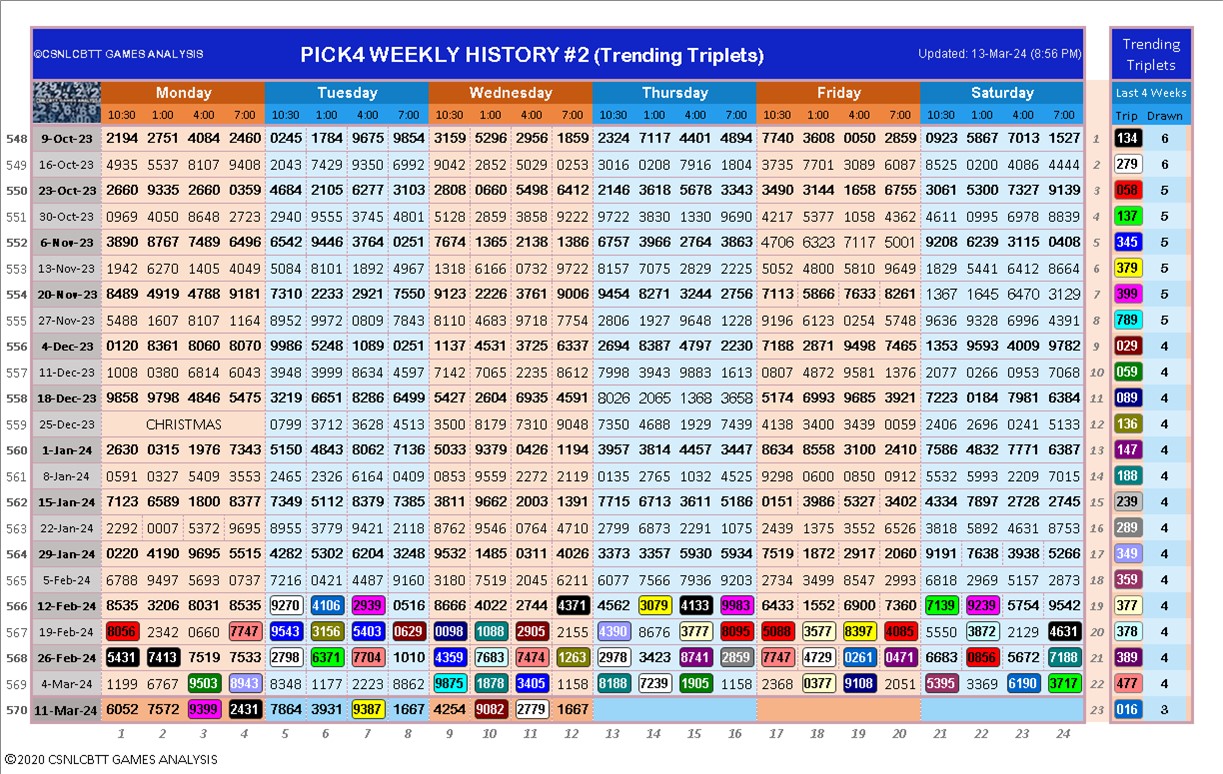 ©CSNLCBTT GAMES ANALYSIS PICK4 WEEKLY HISTORY #2 (Trending Triplets) Updated: 13-Mar-24 (8:56 PM) Trending Triplets
Monday Tuesday Wednesday Thursday Friday Saturday Last 4 Weeks
10:30 1:00 4:00 7:00 10:30 1:00 4:00 7:00 10:30 1:00 4:00 7:00 10:30 1:00 4:00 7:00 10:30 1:00 4:00 7:00 10:30 1:00 4:00 7:00 Trip Drawn
548 9-Oct-23 2194 2751 4084 2460 0245 1784 9675 9854 3159 5296 2956 1859 2324 7117 4401 4894 7740 3608 0050 2859 0923 5867 7013 1527 1 134 6
549 16-Oct-23 4935 5537 8107 9408 2043 7429 9350 6993 9042 2852 5029 0253 3016 0208 7916 1804 3735 7701 3089 6087 8525 0200 4086 4444 2 279 6
550 23-Oct-23 2660 9335 2660 0359 4684 2105 6277 3103 2808 0660 5498 6412 2146 3618 5678 3343 3490 3144 1658 6755 3061 5300 7327 9139 3 058 5
551 30-Oct-23 0969 4050 8648 2723 2940 9555 3745 4801 5128 2859 3858 9222 9722 3830 1330 9690 4217 5377 1058 4362 4611 0995 6978 8839 4 137 5
552 6-Nov-23 3890 8767 7489 6496 6542 9446 3764 0251 7674 1365 2138 1386 6757 3966 2764 3863 4706 6323 7117 5001 9208 6239 3115 0408 5 345 5
553 13-Nov-23 1942 6270 1405 4049 5084 8101 1892 4967 1318 6166 0732 9722 8157 7075 2829 2225 5052 4800 5810 9649 1829 5441 6412 8664 6 379 5
554 20-Nov-23 8489 4919 4788 9181 7310 2233 2921 7550 9123 2226 3761 9006 9454 8271 3244 2756 7113 5866 7633 8261 1367 1645 6470 3129 7 399 5
555 27-Nov-23 5488 1607 8107 1164 8952 9972 0809 7843 8110 4683 9718 7754 2806 1927 9648 1228 9196 6123 0254 5748 9636 9328 6996 4391 8 789 5
556 4-Dec-23 0120 8361 8060 8070 9986 5248 1089 0251 1137 4531 3725 6337 2694 8387 4797 2230 7188 2871 9498 7465 1353 9593 4009 9782 9 029 4
557 11-Dec-23 1008 0380 6814 6043 3948 3999 8634 4597 7142 7065 2235 8612 7998 3943 9883 1613 0807 4872 9581 1376 2077 0266 0953 7068 10 059 4
558 18-Dec-23 9858 9798 4846 5475 3219 6651 8286 6499 5427 2604 6935 4591 8026 2065 1368 3658 5174 6993 9685 3921 7223 0184 7981 6384 11 089 4
559 25-Dec-23 CHRISTMAS 0799 3712 3628 4513 3500 8179 7310 9048 7350 4688 1929 7439 4138 3400 3439 0059 2406 2696 0241 5133 12 136 4
560 1-Jan-24 2630 0315 1976 7343 5150 4843 8062 7136 5033 9379 0426 1194 3957 3814 4457 3447 8634 8558 3100 2410 7586 4832 7771 6387 13 147 4
561 8-Jan-24 0591 0327 5409 3553 2465 2326 6164 0409 0853 9559 2272 2119 0135 2765 1031 4525 9298 0600 0850 0912 5532 5993 2209 7015 14 188 4
562 15-Jan-24 7123 6589 1800 8377 7349 5112 8379 7385 3811 9662 2003 1391 7715 6713 3611 5186 0151 3986 5327 3402 4334 7897 2728 2745 15 239 4
563 22-Jan-24 2292 0007 5372 9695 8955 3779 9421 2118 8762 9546 0764 4710 2799 6873 2291 1075 2439 1375 3552 6526 3818 5892 4631 8753 16 289 4
564 29-Jan-24 0220 4190 9695 5515 4282 5302 6204 3248 9532 1485 0311 4026 3373 3357 5930 5934 7519 1872 2917 2060 9191 7638 3938 5266 17 349 4
565 5-Feb-24 6788 9497 5693 0737 7216 0421 4487 9160 3180 7519 2045 6211 6077 7566 7936 9203 2734 3499 8547 2993 6818 2969 5157 2873 18 359 4
566 12-Feb-24 8535 3206 8031 8535 9270 4106 2939 0516 8666 4022 2744 4371 4562 3079 4133 9983 6433 1552 6900 7360 7139 9239 5754 9542 19 377 4
567 19-Feb-24 8056 2342 0660 7747 9543 3156 5403 0629 0098 1088 2905 2155 4390 8676 3777 8095 5088 3577 8397 4085 5550 3872 2129 4631 20 378 4
568 26-Feb-24 5431 7413 7519 7533 2798 6371 7704 1010 4359 7683 7474 1263 2978 3423 8741 2859 7747 4729 0261 0471 6683 0856 5672 7188 21 389 4
569 4-Mar-24 1199 6767 9503 8943 8348 1177 2223 8862 9875 1878 3405 1158 8188 7239 1905 1158 2368 0377 9108 2051 5395 3369 6190 3717 22 477 4
570 11-Mar-24 6052 7572 9399 2431 7864 3931 9387 1667 4254 9082 2779 1667 23 016 3
1 2 3 4 5 6 7 8 9 10 11 12 13 14 15 16 17 18 19 20 21 22 23 24
©2020 CSNLCBTT GAMES ANALYSIS